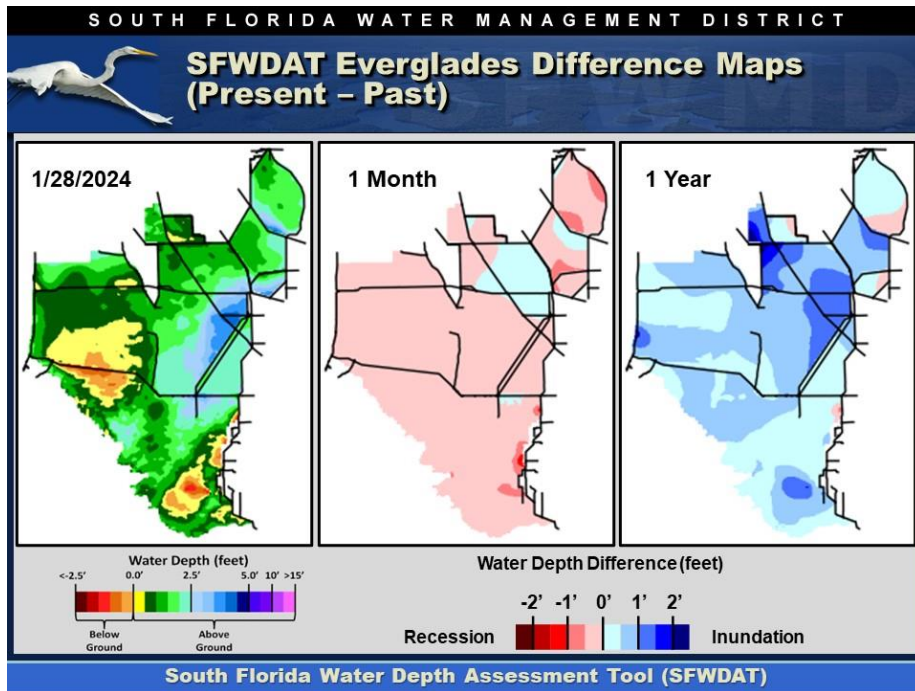 SOUTH FLORIDA WATER MANAGEMENT DISTRICT
SFWDAT Everglades Difference Maps
(Present – Past)
1/28/2024
1 Month
1 Year
Water Depth (feet)
<-2.5' 0.0' 2.5' 5.0' 10' >15'
Below Ground
Above Ground
Water Depth Difference (feet)
-2' -1' 0' 1' 2'
Recession
Inundation
South Florida Water Depth Assessment Tool (SFWDAT)